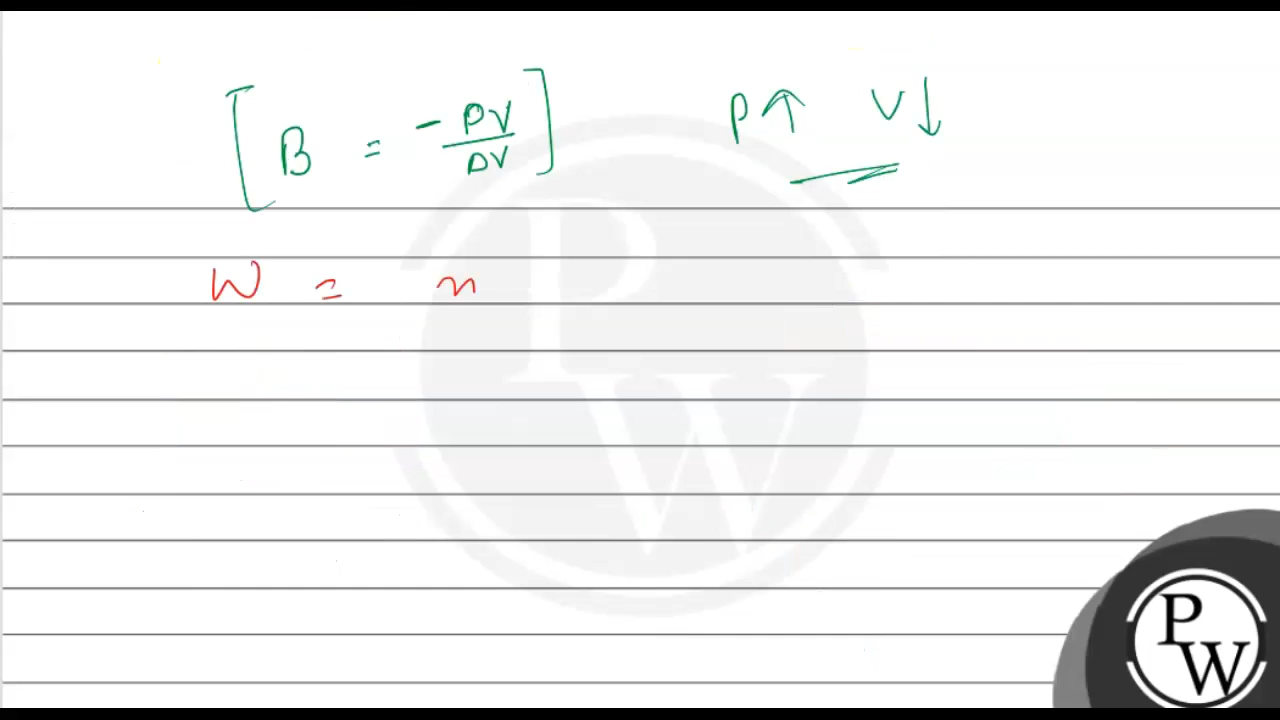 [B = -PV/ΔV] P↑ V↓
W = n
P
W
P
W